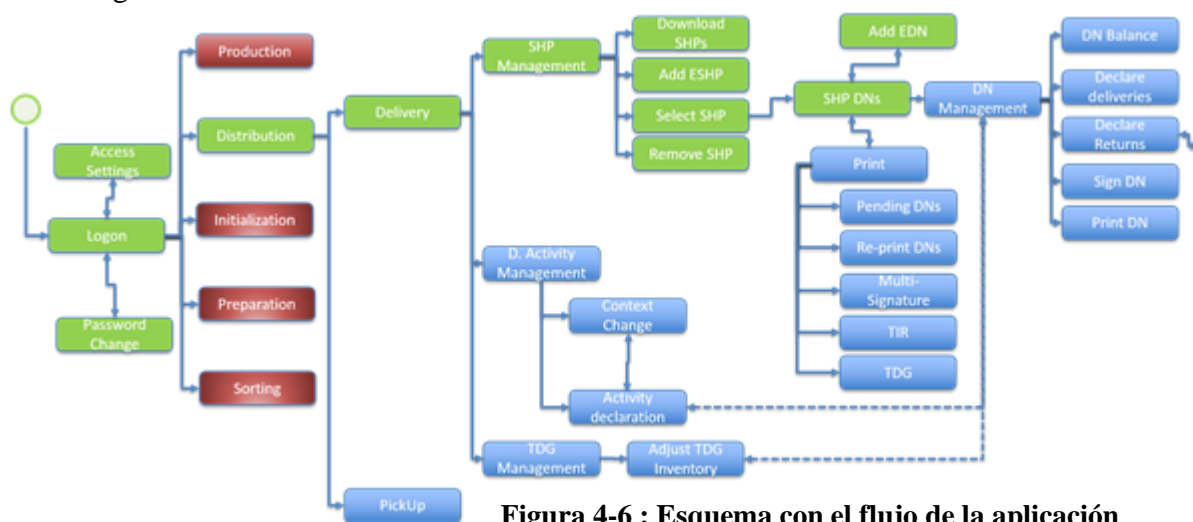 Production
Access
Settings
Distribution
Logon
Initialization
Password
Change
Preparation
Sorting
Delivery
PickUp
SHP
Management
Download
SHPs
Add ESHP
Select SHP
Remove SHP
D. Activity
Management
Context
Change
Activity
declaration
TDG
Management
Adjust TDG
Inventory
Add EDN
SHP DNs
Print
Pending DNs
Re-print DNs
Multi-
Signature
TIR
TDG
DN
Management
DN Balance
Declare
deliveries
Declare
Returns
Sign DN
Print DN
Figura 4-6 : Esquema con el flujo de la aplicación